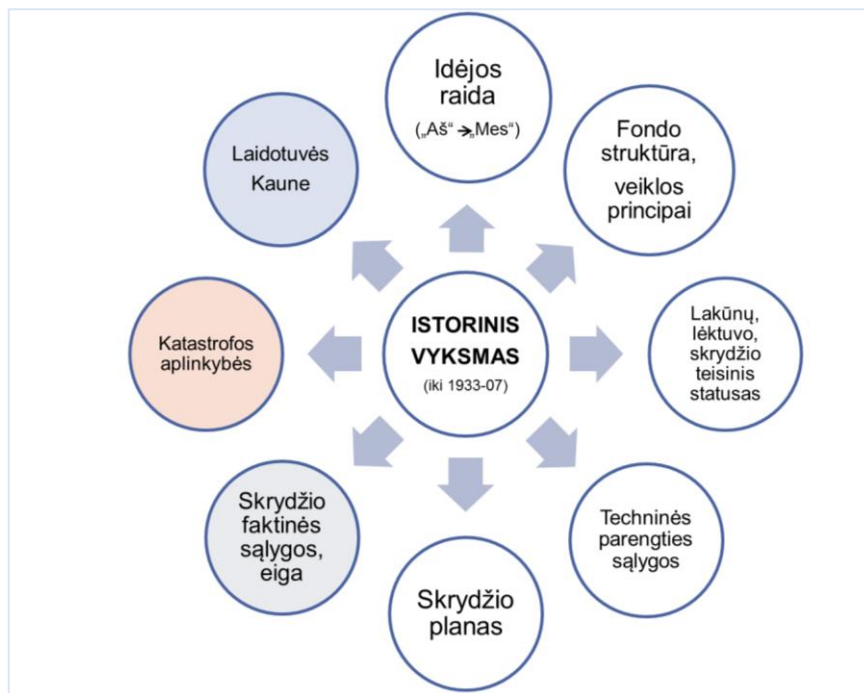 Idėjos
raida
(„Aš“ → „Mes“)
Fondo
struktūra,
veiklos
principai
Lakūnų,
lėktuvo,
skrydžio
teisinis
statusas
Techninės
parengties
sąlygos
Skrydžio
planas
Skrydžio
faktinės
sąlygos,
eiga
Katastrofos
aplinkybės
Laidotuvės
Kaune
ISTORINIS
VYKSMAS
(iki 1933-07)